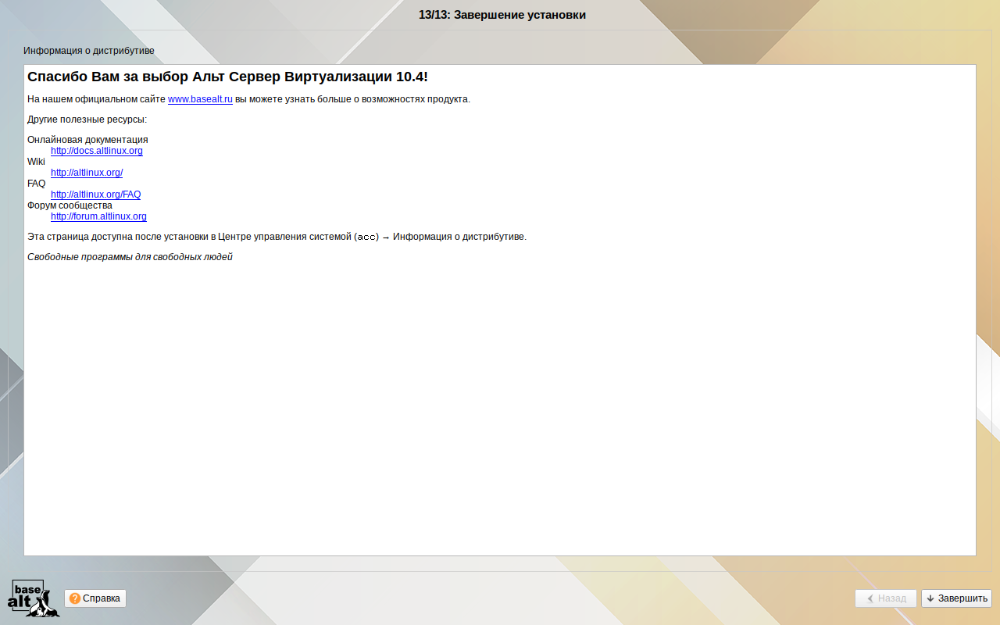 13/13: Завершение установки
Информация о дистрибутиве
Спасибо Вам за выбор Альт Сервер Виртуализации 10.4!
На нашем официальном сайте www.basealt.ru вы можете узнать больше о возможностях продукта.
Другие полезные ресурсы:
Онлайновая документация
http://docs.altlinux.org
Wiki
http://altlinux.org/
FAQ
http://altlinux.org/FAQ
Форум сообщества
http://forum.altlinux.org
Эта страница доступна после установки в Центре управления системой (acc) → Информация о дистрибутиве.
Свободные программы для свободных людей
base
alt
Справка
Назад
Завершить